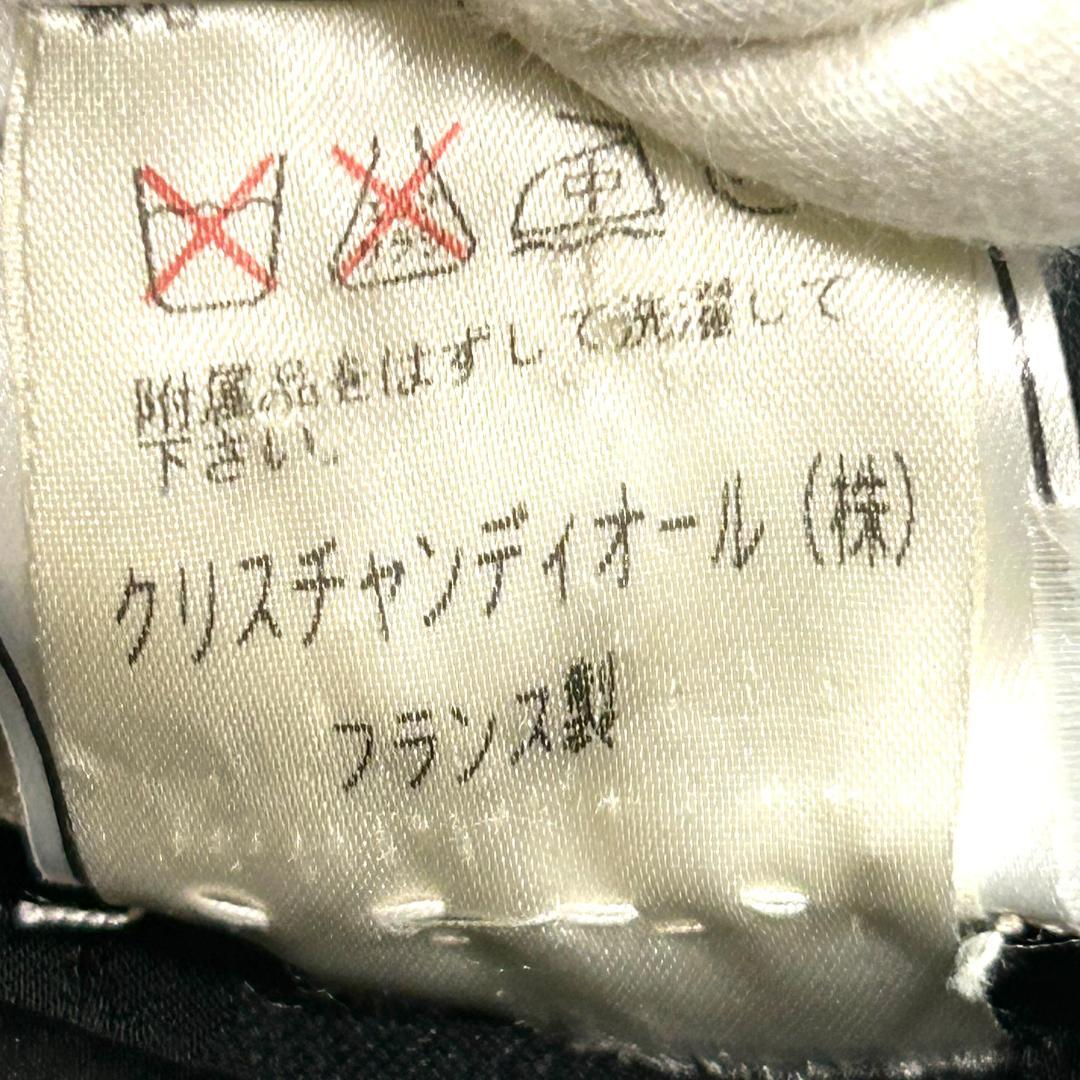 中
附属品をはずして洗濯して
下さい。
クリスチャンディオール(株)
フランス製